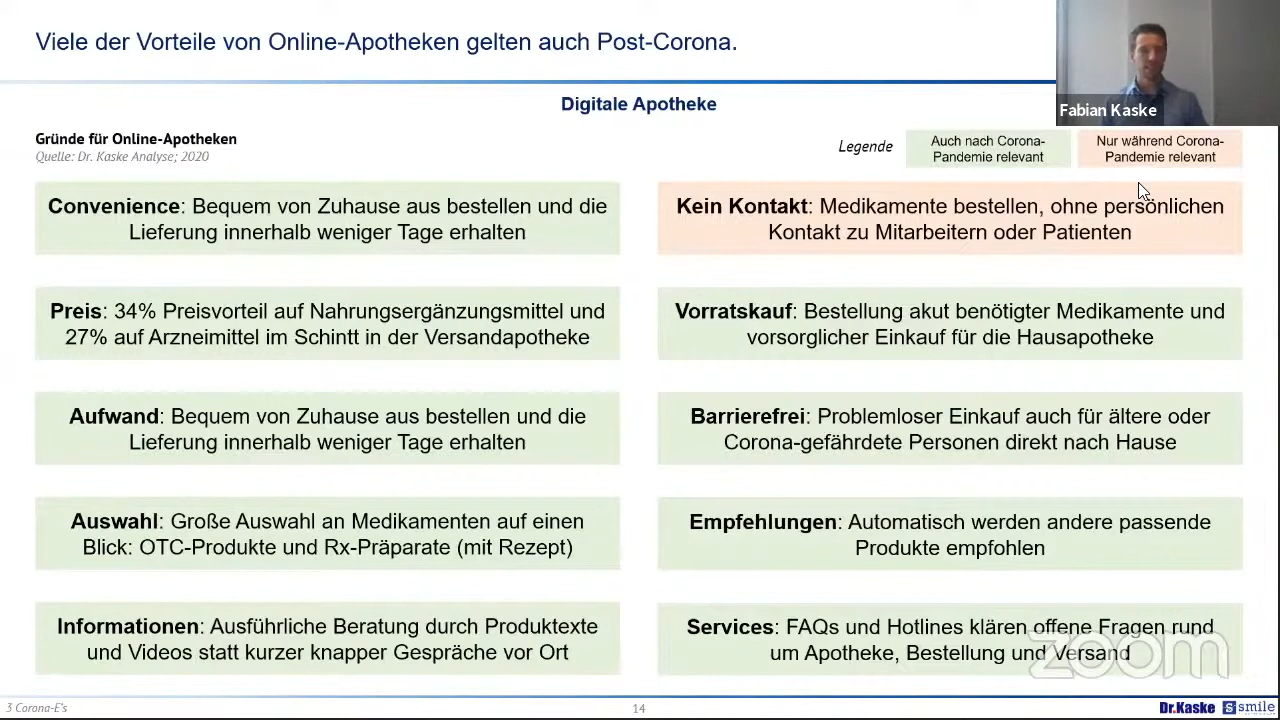 Viele der Vorteile von Online-Apotheken gelten auch Post-Corona.
Fabian Kaske
Digitale Apotheke
Gründe für Online-Apotheken
Quelle: Dr. Kaske Analyse; 2020
Legende
Auch nach Corona-
Pandemie relevant
Nur während Corona-
Pandemie relevant
Convenience: Bequem von Zuhause aus bestellen und die
Lieferung innerhalb weniger Tage erhalten
Kein Kontakt: Medikamente bestellen, ohne persönlichen
Kontakt zu Mitarbeitern oder Patienten
Preis: 34% Preisvorteil auf Nahrungsergänzungsmittel und
27% auf Arzneimittel im Schintt in der Versandapotheke
Vorratskauf: Bestellung akut benötigter Medikamente und
vorsorglicher Einkauf für die Hausapotheke
Aufwand: Bequem von Zuhause aus bestellen und die
Lieferung innerhalb weniger Tage erhalten
Barrierefrei: Problemloser Einkauf auch für ältere oder
Corona-gefährdete Personen direkt nach Hause
Auswahl: Große Auswahl an Medikamenten auf einen
Blick: OTC-Produkte und Rx-Präparate (mit Rezept)
Empfehlungen: Automatisch werden andere passende
Produkte empfohlen
Informationen: Ausführliche Beratung durch Produktexte
und Videos statt kurzer knapper Gespräche vor Ort
Services: FAQs und Hotlines klären offene Fragen rund
um Apotheke, Bestellung und Versand
zoom
3 Corona-E's
14
Dr.Kaske
smile